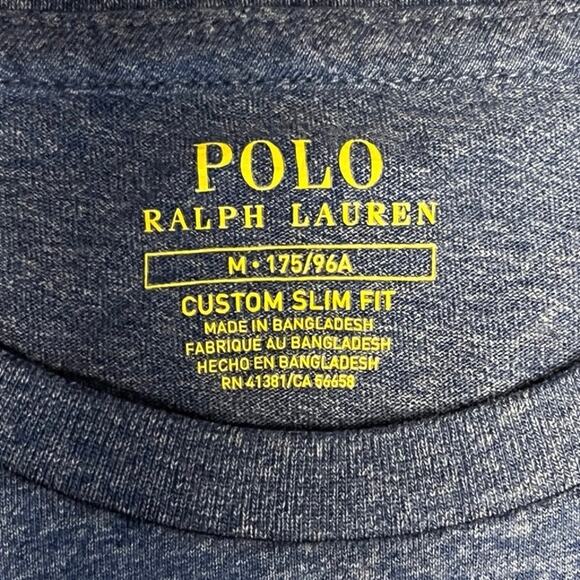 POLO
RALPH LAUREN
M • 175/96A
CUSTOM SLIM FIT
MADE IN BANGLADESH
FABRIQUÉ AU BANGLADESH
HECHO EN BANGLADESH
RN 41381/CA 56658